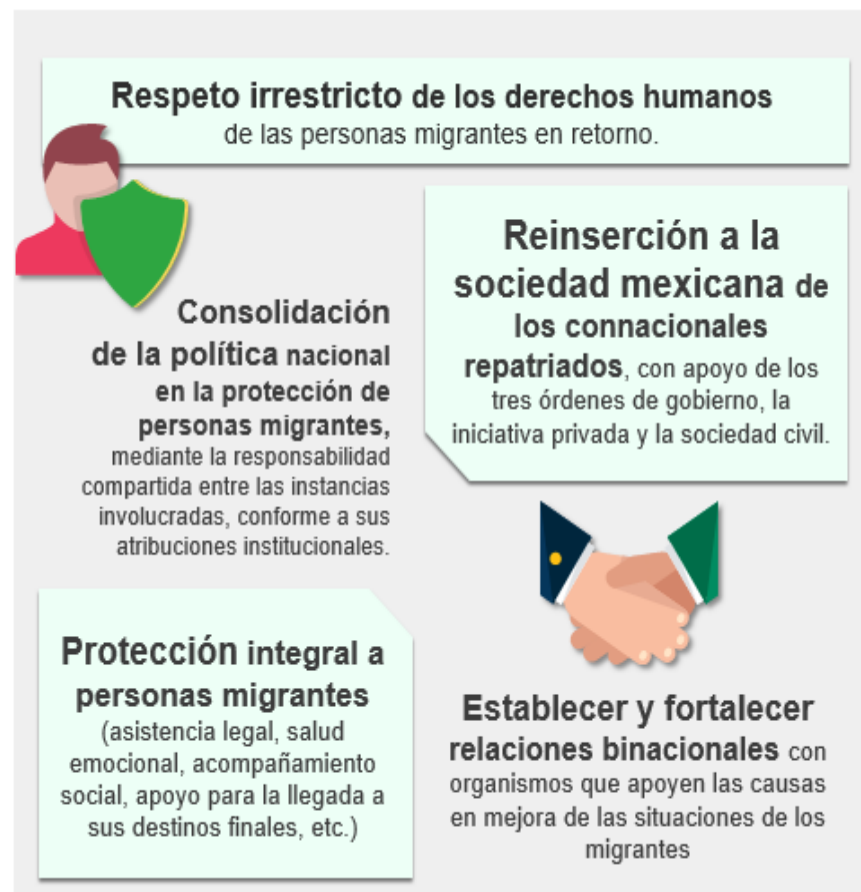 Respeto irrestricto de los derechos humanos
de las personas migrantes en retorno.
Consolidación
de la política nacional
en la protección de
personas migrantes,
mediante la responsabilidad
compartida entre las instancias
involucradas, conforme a sus
atribuciones institucionales.
Reinserción a la
sociedad mexicana de
los connacionales
repatriados, con apoyo de los
tres órdenes de gobierno, la
iniciativa privada y la sociedad civil.
Protección integral a
personas migrantes
(asistencia legal, salud
emocional, acompañamiento
social, apoyo para la llegada a
sus destinos finales, etc.)
Establecer y fortalecer
relaciones binacionales con
organismos que apoyen las causas
en mejora de las situaciones de los
migrantes